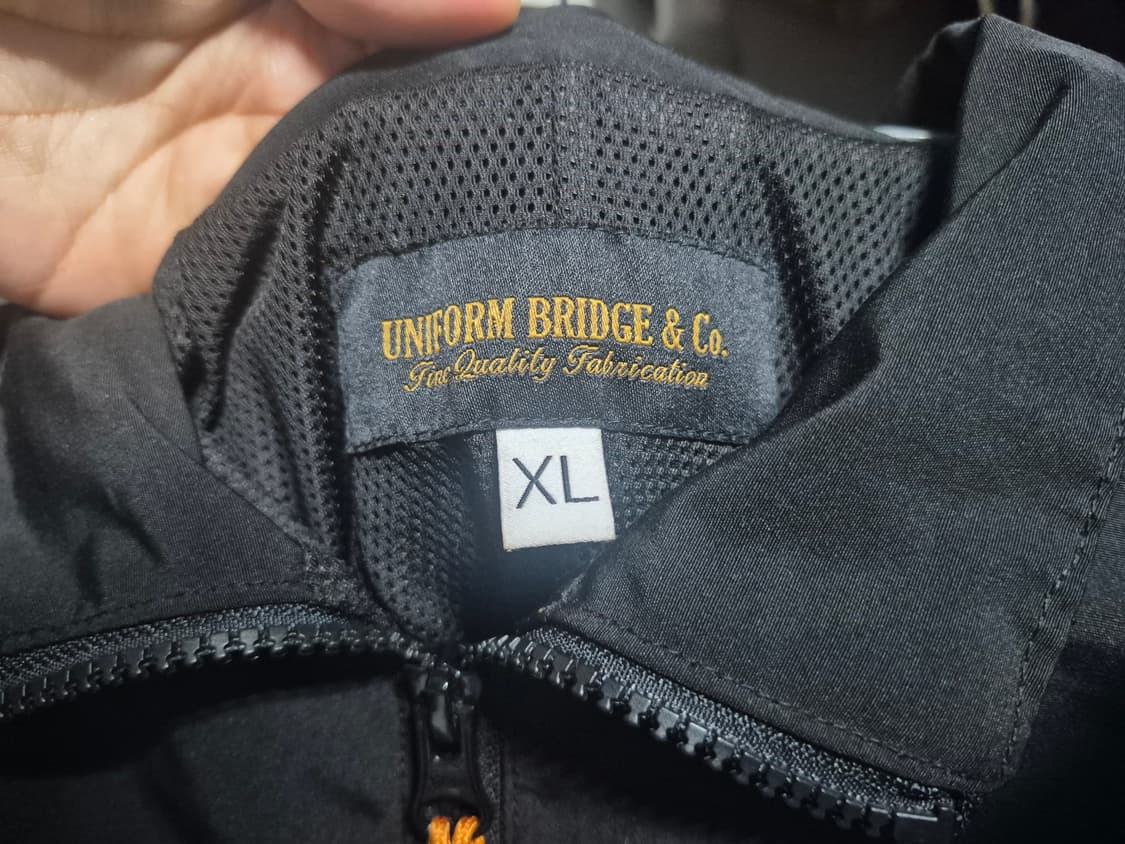 UNIFORM BRIDGE & Co.
Fine Quality Fabrication
XL